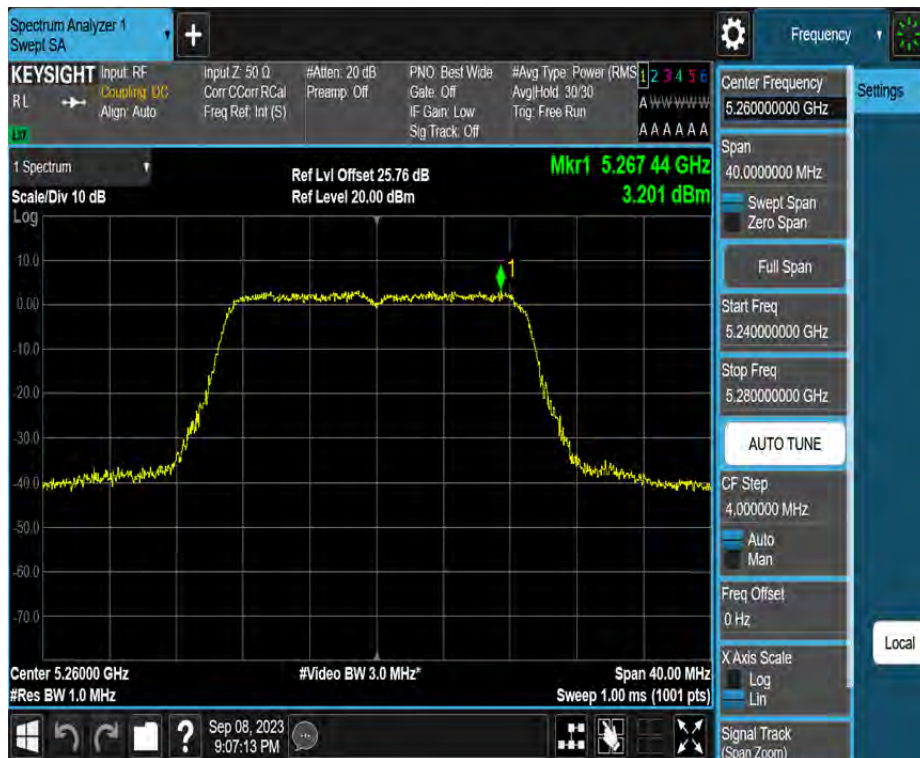 Spectrum Analyzer 1
Swept SA
+
Frequency
KEYSIGHT
RL
LXI
Input: RF
Coupling: DC
Align: Auto
Input Z: 50 Ω
Corr CCorr RCal
Freq Ref: Int (S)
#Atten: 20 dB
Preamp: Off
PNO: Best Wide
Gate: Off
IF Gain: Low
Sig Track: Off
#Avg Type: Power (RMS
Avg|Hold: 30/30
Trig: Free Run
1 2 3 4 5 6
A W W W W W
A A A A A A
1 Spectrum
Scale/Div 10 dB
Log
Ref Lvl Offset 25.76 dB
Ref Level 20.00 dBm
Mkr1 5.267 44 GHz
3.201 dBm
1
10.0
0.00
-10.0
-20.0
-30.0
-40.0
-50.0
-60.0
-70.0
Center 5.26000 GHz
#Res BW 1.0 MHz
#Video BW 3.0 MHz*
Span 40.00 MHz
Sweep 1.00 ms (1001 pts)
Center Frequency
5.260000000 GHz
Span
40.0000000 MHz
Swept Span
Zero Span
Full Span
Start Freq
5.240000000 GHz
Stop Freq
5.280000000 GHz
AUTO TUNE
CF Step
4.000000 MHz
Auto
Man
Freq Offset
0 Hz
X Axis Scale
Log
Lin
Signal Track
(Span Zoom)
Settings
Local
?
Sep 08, 2023
9:07:13 PM